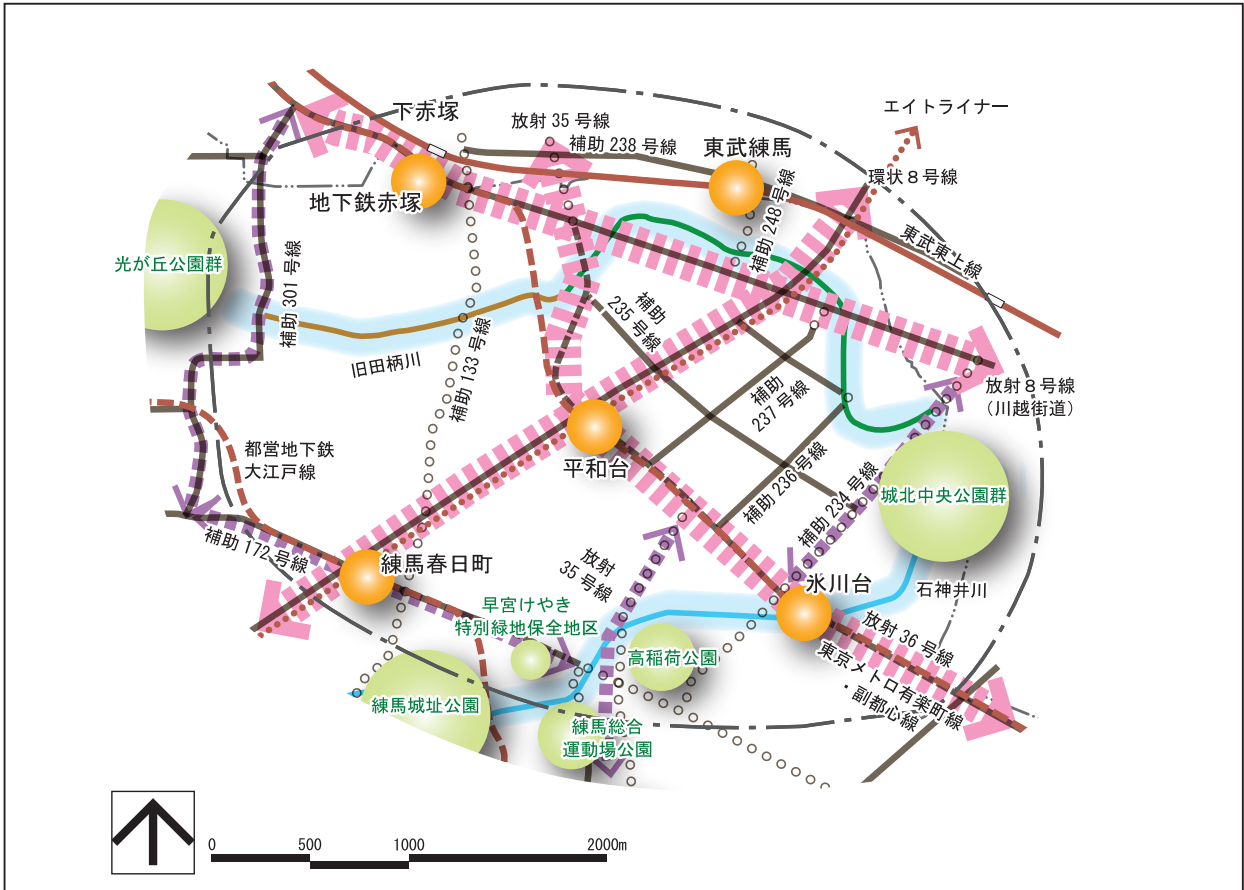 エイトライナー
下赤塚
放射 35 号線
補助 238 号線
東武練馬
環状 8 号線
地下鉄赤塚
補助 248 号線
東武東上線
光が丘公園群
補助 301 号線
補助
235 号線
旧田柄川
補助 133 号線
補助
237 号線
放射 8 号線
（川越街道）
都営地下鉄
大江戸線
平和台
補助 236 号線
補助 234 号線
城北中央公園群
補助 172 号線
練馬春日町
放射
35 号線
氷川台
石神井川
早宮けやき
特別緑地保全地区
放射 36 号線
高稲荷公園
東京メトロ有楽町線
・副都心線
練馬城址公園
練馬総合
運動場公園
0 500 1000 2000m